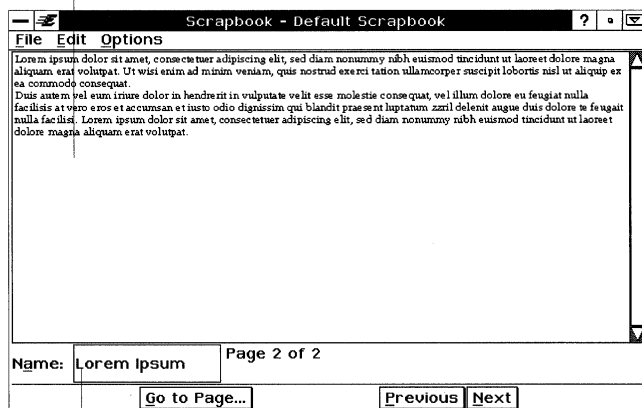 Scrapbook - Default Scrapbook ?
File Edit Options
Lorem ipsum dolor sit amet, consectetuer adipiscing elit, sed diam nonummy nibh euismod tincidunt ut laoreet dolore magna
aliquam erat volutpat. Ut wisi enim ad minim veniam, quis nostrud exerci tation ullamcorper suscipit lobortis nisl ut aliquip ex
ea commodo consequat.
Duis autem vel eum iriure dolor in hendrerit in vulputate velit esse molestie consequat, vel illum dolore eu feugiat nulla
facilisis at vero eros et accumsan et iusto odio dignissim qui blandit praesent luptatum zzril delenit augue duis dolore te feugait
nulla facilisi. Lorem ipsum dolor sit amet, consectetuer adipiscing elit, sed diam nonummy nibh euismod tincidunt ut laoreet
dolore magna aliquam erat volutpat.
Name: Lorem Ipsum Page 2 of 2
Go to Page... Previous Next